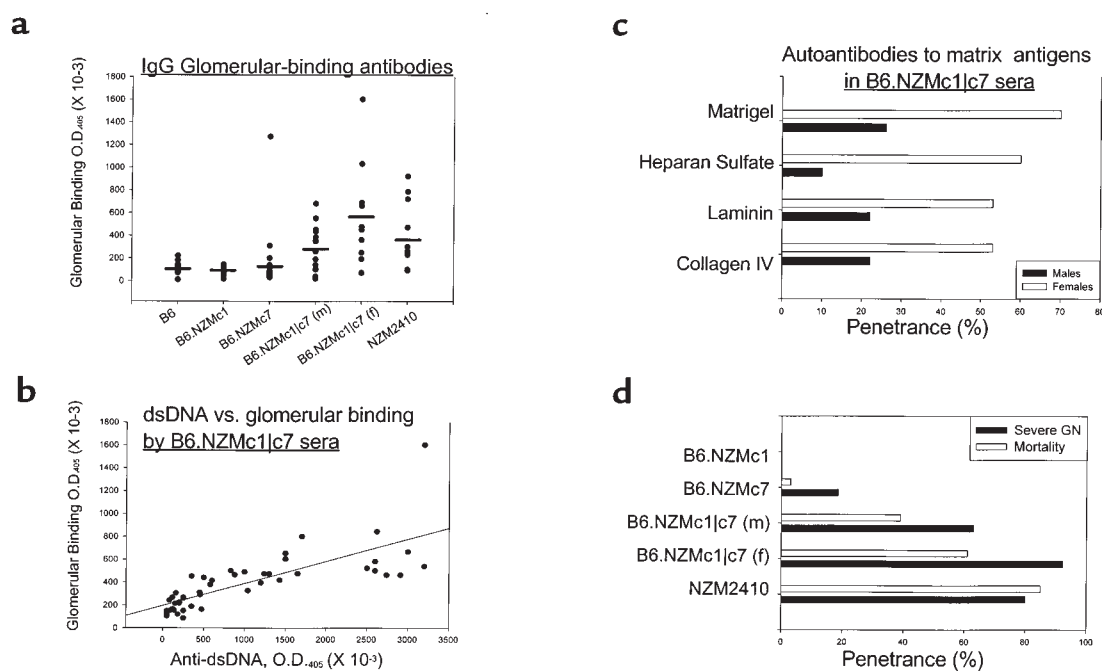 a
IgG Glomerular-binding antibodies
Glomerular Binding O.D.405 (X 10-3)
1800
1600
1400
1200
1000
800
600
400
200
0
B6
B6.NZMc1
B6.NZMc7
B6.NZMc1|c7 (m)
B6.NZMc1|c7 (f)
NZM2410
b
dsDNA vs. glomerular binding
by B6.NZMc1|c7 sera
Glomerular Binding O.D.405 (X 10-3)
1800
1600
1400
1200
1000
800
600
400
200
0
0 500 1000 1500 2000 2500 3000 3500
Anti-dsDNA, O.D.405 (X 10-3)
c
Autoantibodies to matrix antigens
in B6.NZMc1|c7 sera
Matrigel
Heparan Sulfate
Laminin
Collagen IV
Males
Females
0 10 20 30 40 50 60 70 80
Penetrance (%)
d
Severe GN
Mortality
B6.NZMc1
B6.NZMc7
B6.NZMc1|c7 (m)
B6.NZMc1|c7 (f)
NZM2410
0 20 40 60 80 100
Penetrance (%)